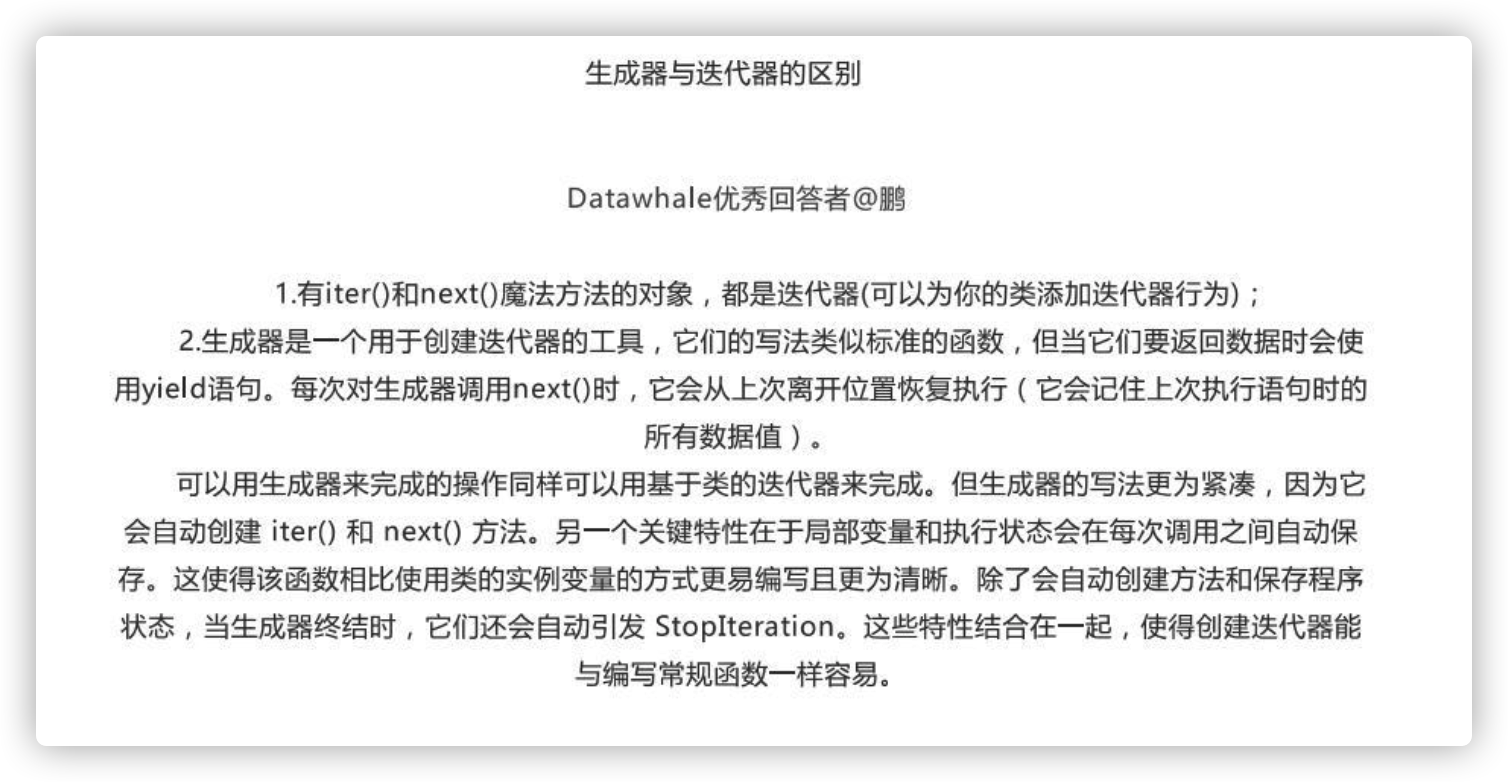 生成器与迭代器的区别
Datawhale优秀回答者@鹏
1.有iter()和next()魔法方法的对象，都是迭代器(可以为你的类添加迭代器行为)；
2.生成器是一个用于创建迭代器的工具，它们的写法类似标准的函数，但当它们要返回数据时会使
用yield语句。每次对生成器调用next()时，它会从上次离开位置恢复执行（它会记住上次执行语句时的
所有数据值）。
可以用生成器来完成的操作同样可以用基于类的迭代器来完成。但生成器的写法更为紧凑，因为它
会自动创建 iter() 和 next() 方法。另一个关键特性在于局部变量和执行状态会在每次调用之间自动保
存。这使得该函数相比使用类的实例变量的方式更易编写且更为清晰。除了会自动创建方法和保存程序
状态，当生成器终结时，它们还会自动引发 StopIteration。这些特性结合在一起，使得创建迭代器能
与编写常规函数一样容易。